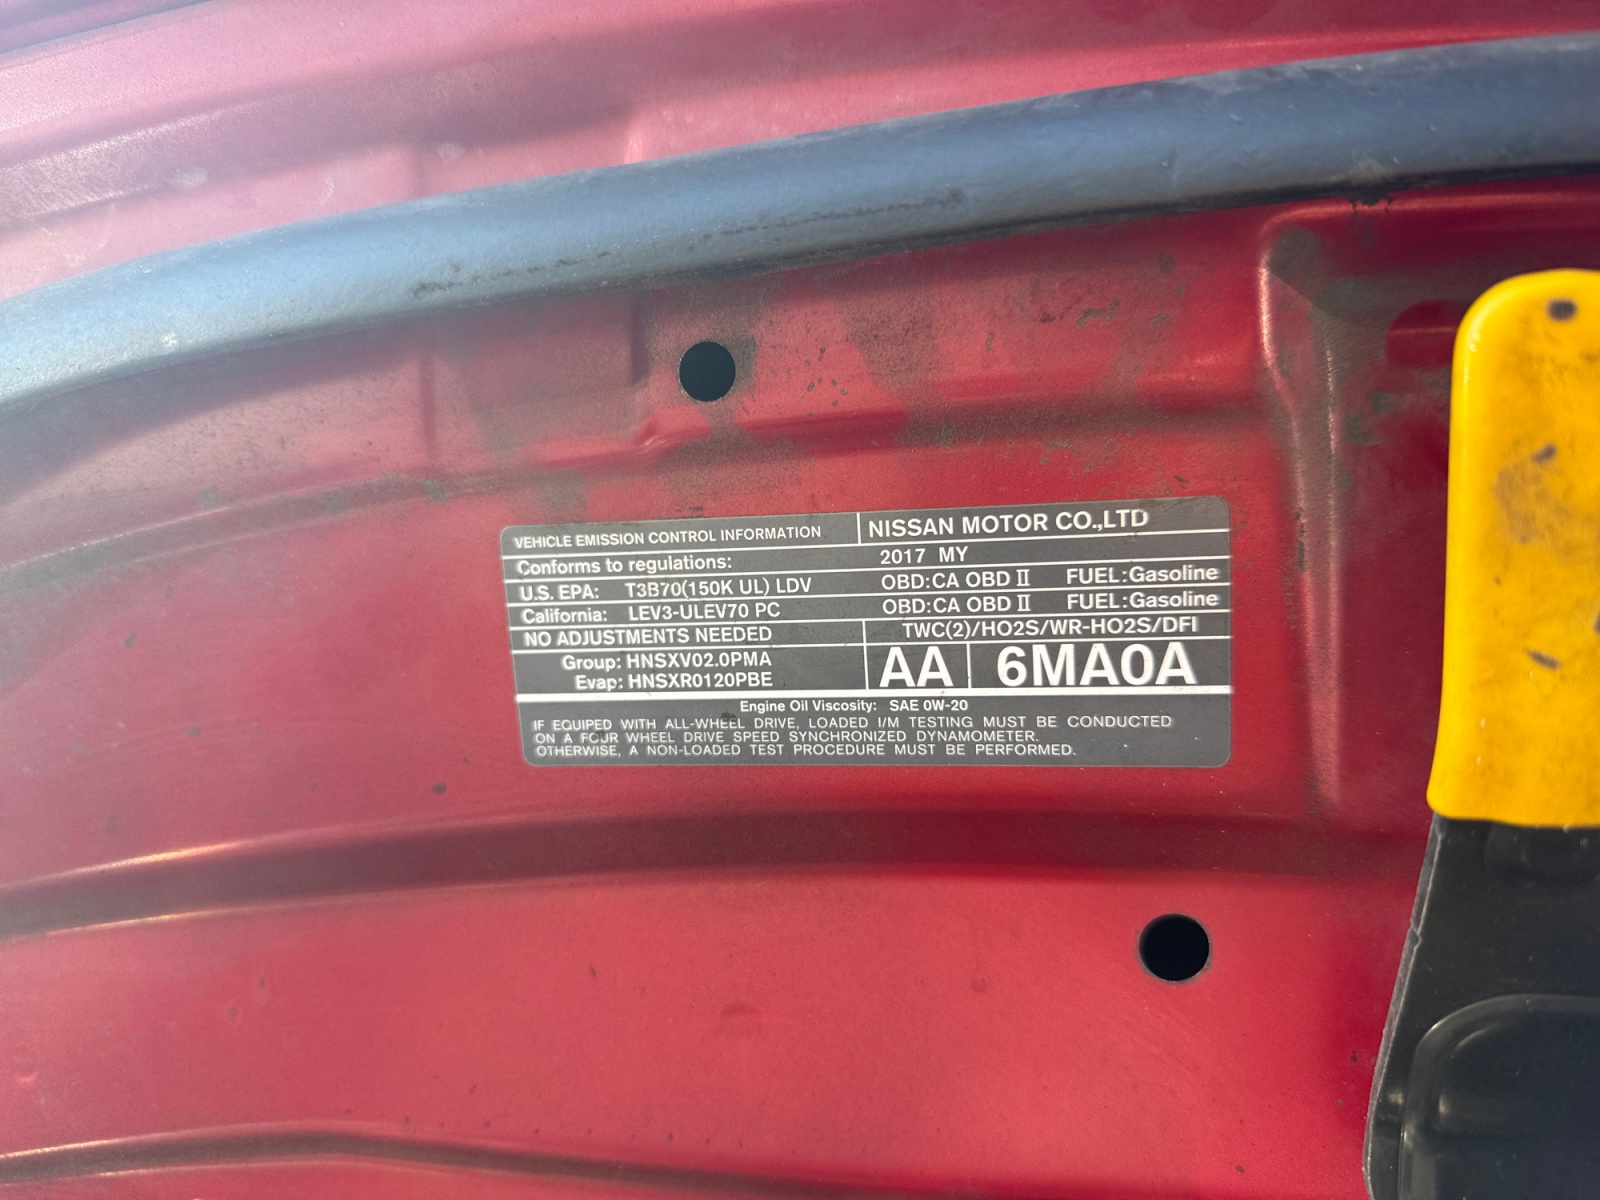 VEHICLE EMISSION CONTROL INFORMATION NISSAN MOTOR CO.,LTD
Conforms to regulations: 2017 MY
U.S. EPA: T3B70(150K UL) LDV OBD:CA OBD II FUEL:Gasoline
California: LEV3-ULEV70 PC OBD:CA OBD II FUEL:Gasoline
NO ADJUSTMENTS NEEDED TWC(2)/HO2S/WR-HO2S/DFI
Group: HNSXV02.0PMA
Evap: HNSXR0120PBE
AA 6MA0A
Engine Oil Viscosity: SAE 0W-20
IF EQUIPED WITH ALL-WHEEL DRIVE, LOADED I/M TESTING MUST BE CONDUCTED
ON A FOUR WHEEL DRIVE SPEED SYNCHRONIZED DYNAMOMETER.
OTHERWISE, A NON-LOADED TEST PROCEDURE MUST BE PERFORMED.